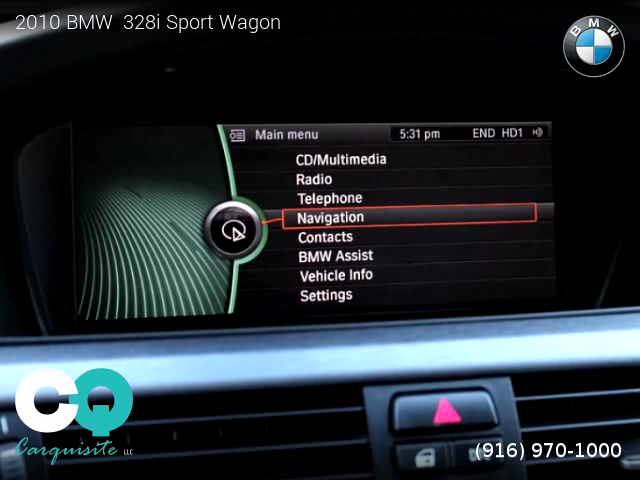 2010 BMW 328i Sport Wagon
BMW
Main menu 5:31 pm END HD1
CD/Multimedia
Radio
Telephone
Navigation
Contacts
BMW Assist
Vehicle Info
Settings
CQ
Carquisite LLC
(916) 970-1000